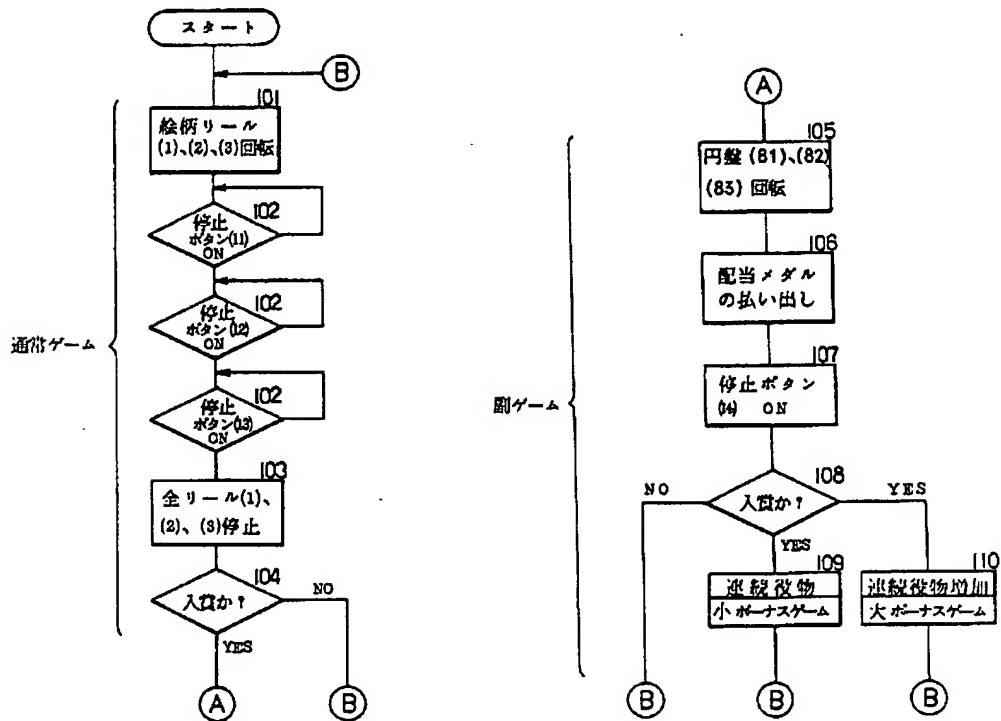 スタート
B
101
絵柄リール
(1)、(2)、(3)回転
102
停止
ボタン(11)
ON
102
停止
ボタン(12)
ON
102
停止
ボタン(13)
ON
103
全リール(1)、
(2)、(3)停止
104
入賞か?
NO
YES
A
B
通常ゲーム
A
105
円盤(81)、(82)
(83)回転
106
配当メダル
の払い出し
107
停止ボタン
(14) ON
108
入賞か?
NO
YES
YES
109
連続役物
小ボーナスゲーム
110
連続役物増加
大ボーナスゲーム
B
B
B
副ゲーム